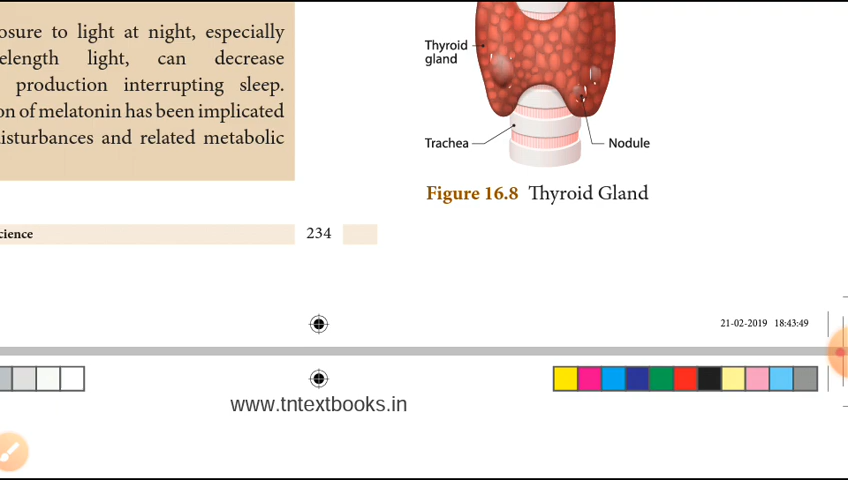 osure to light at night, especially
elength light, can decrease
production interrupting sleep.
on of melatonin has been implicated
disturbances and related metabolic
cience
234
Thyroid
gland
Trachea
Nodule
Figure 16.8 Thyroid Gland
21-02-2019 18:43:49
www.tntextbooks.in